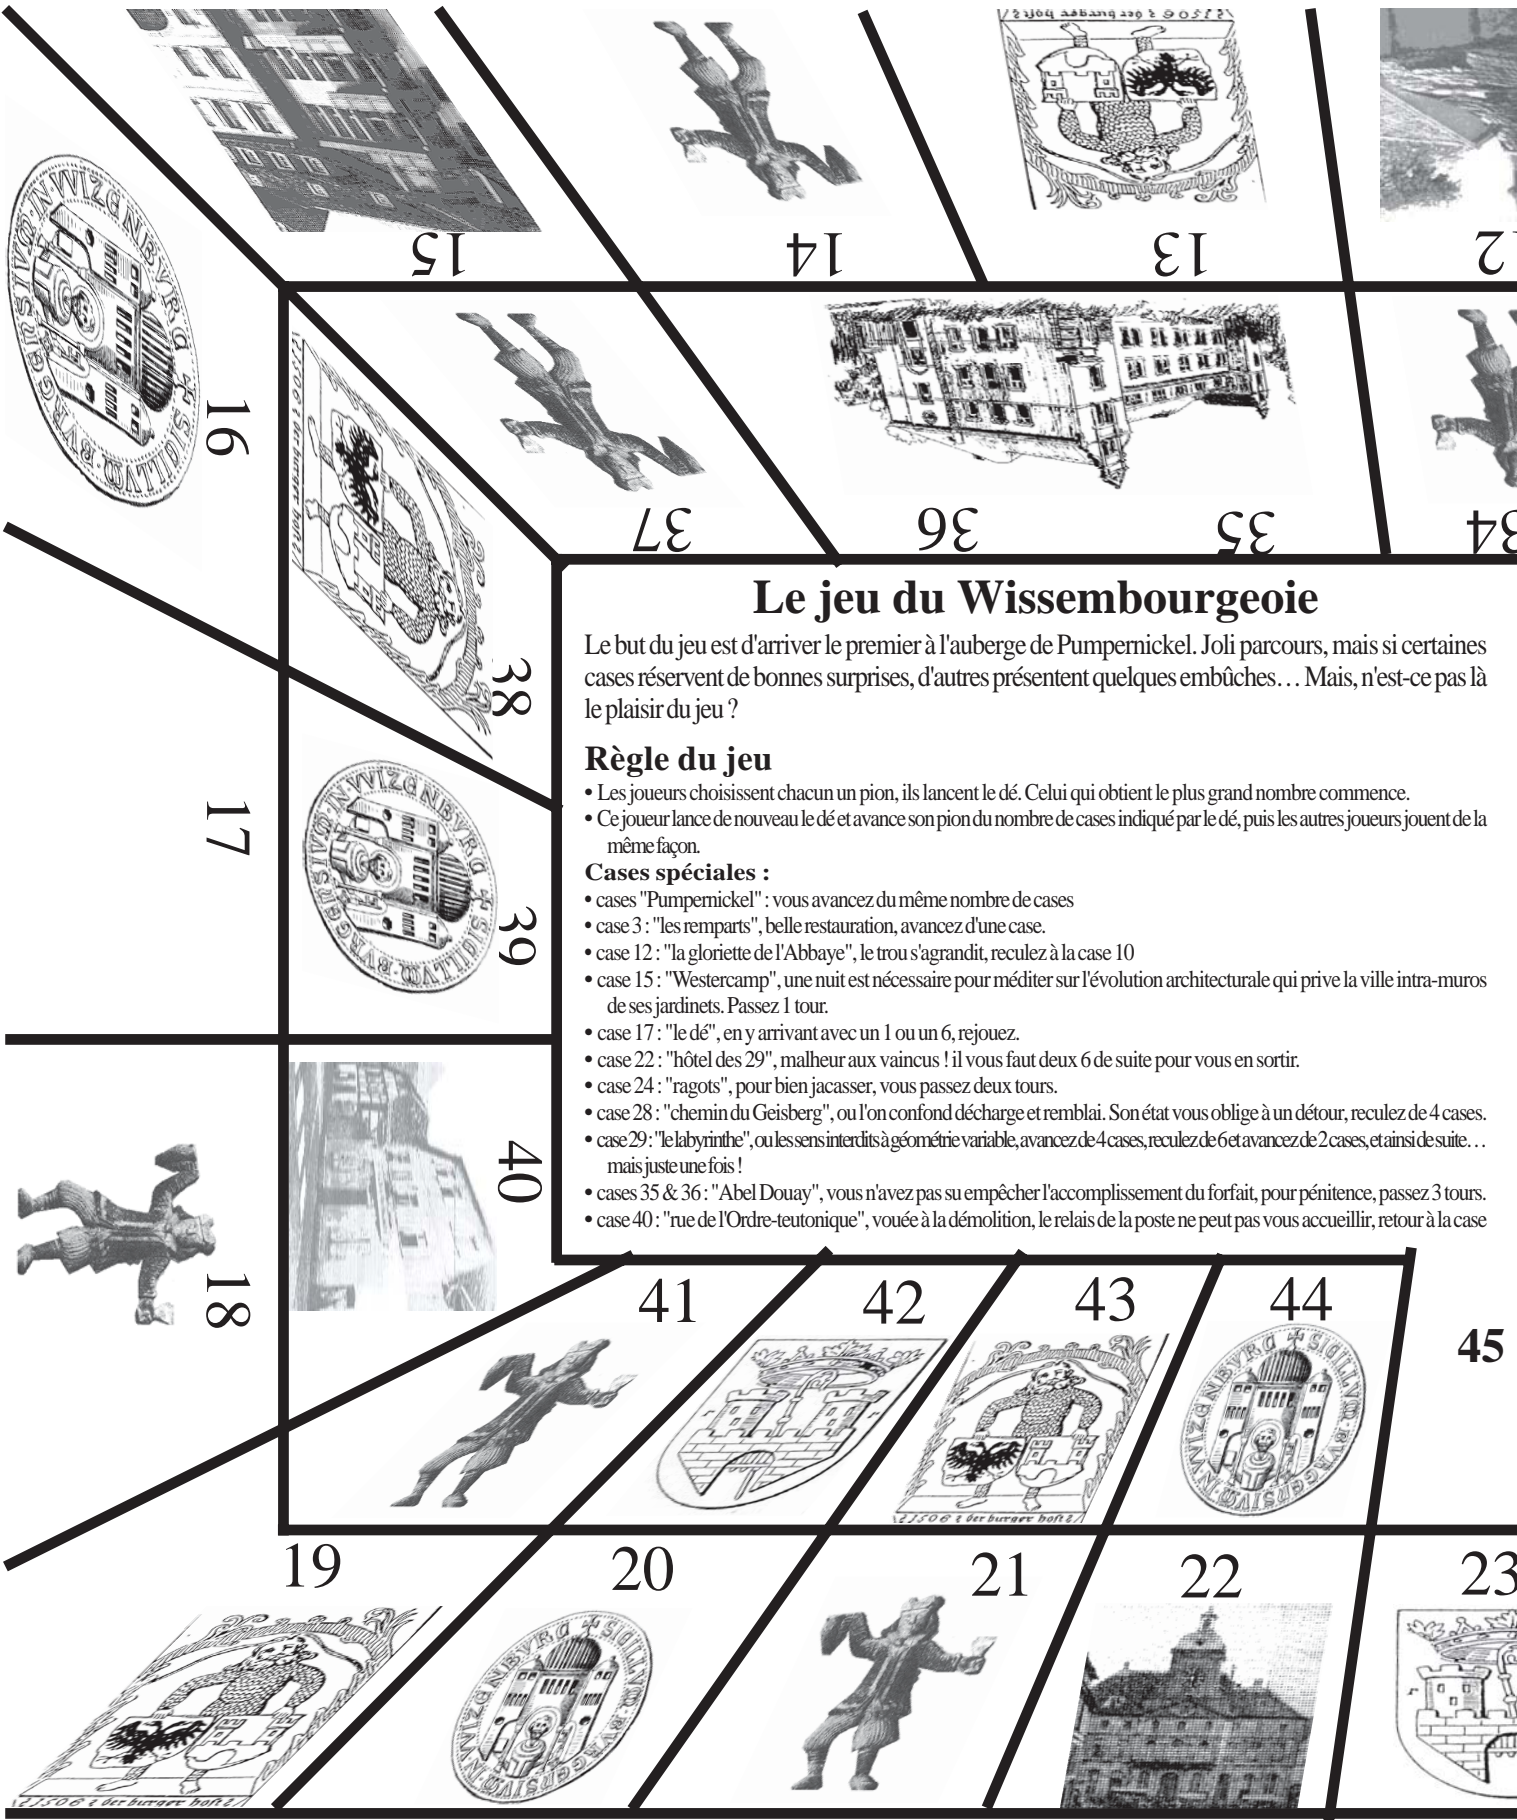 15
14
13
2
16
37
36
35
34
38
17
39
Le jeu du Wissembourgeoie
Le but du jeu est d'arriver le premier à l'auberge de Pumpernickel. Joli parcours, mais si certaines
cases réservent de bonnes surprises, d'autres présentent quelques embûches… Mais, n'est-ce pas là
le plaisir du jeu ?
Règle du jeu
• Les joueurs choisissent chacun un pion, ils lancent le dé. Celui qui obtient le plus grand nombre commence.
• Ce joueur lance de nouveau le dé et avance son pion du nombre de cases indiqué par le dé, puis les autres joueurs jouent de la
même façon.
Cases spéciales :
• cases "Pumpernickel" : vous avancez du même nombre de cases
• case 3 : "les remparts", belle restauration, avancez d'une case.
• case 12 : "la gloriette de l'Abbaye", le trou s'agrandit, reculez à la case 10
• case 15 : "Westercamp", une nuit est nécessaire pour méditer sur l'évolution architecturale qui prive la ville intra-muros
de ses jardinets. Passez 1 tour.
• case 17 : "le dé", en y arrivant avec un 1 ou un 6, rejouez.
• case 22 : "hôtel des 29", malheur aux vaincus ! il vous faut deux 6 de suite pour vous en sortir.
• case 24 : "ragots", pour bien jacasser, vous passez deux tours.
• case 28 : "chemin du Geisberg", ou l'on confond décharge et remblai. Son état vous oblige à un détour, reculez de 4 cases.
• case 29 : "le labyrinthe", ou les sens interdits à géométrie variable, avancez de 4 cases, reculez de 6 et avancez de 2 cases, et ainsi de suite…
mais juste une fois !
• cases 35 & 36 : "Abel Douay", vous n'avez pas su empêcher l'accomplissement du forfait, pour pénitence, passez 3 tours.
• case 40 : "rue de l'Ordre-teutonique", vouée à la démolition, le relais de la poste ne peut pas vous accueillir, retour à la case
40
18
41
42
43
44
45
19
20
21
22
23
✝ SIGILLVM · BVRGENSIVM · IN · WIZENBVRG
1506 der burger hoft